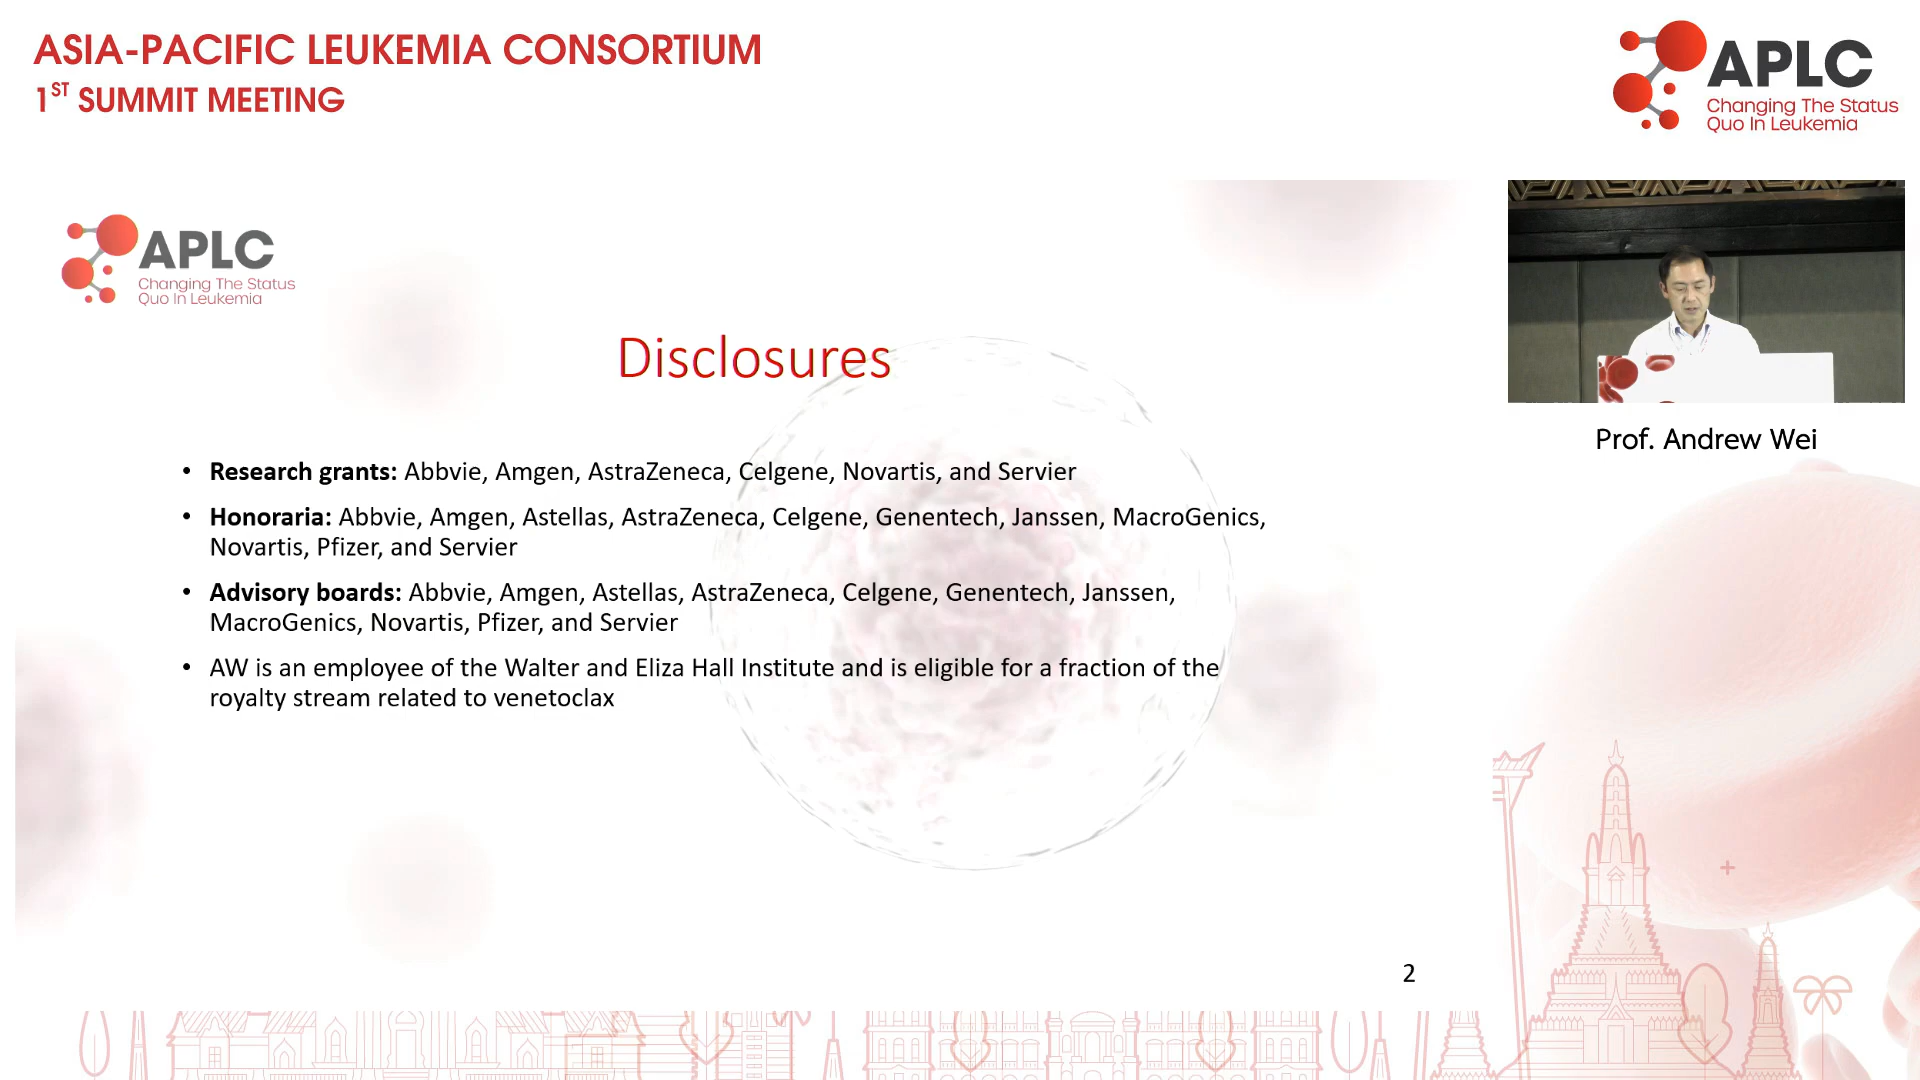 ASIA-PACIFIC LEUKEMIA CONSORTIUM
1ST SUMMIT MEETING
APLC
Changing The Status
Quo In Leukemia
APLC
Changing The Status
Quo In Leukemia
Disclosures
Prof. Andrew Wei
• Research grants: Abbvie, Amgen, AstraZeneca, Celgene, Novartis, and Servier
• Honoraria: Abbvie, Amgen, Astellas, AstraZeneca, Celgene, Genentech, Janssen, MacroGenics,
Novartis, Pfizer, and Servier
• Advisory boards: Abbvie, Amgen, Astellas, AstraZeneca, Celgene, Genentech, Janssen,
MacroGenics, Novartis, Pfizer, and Servier
• AW is an employee of the Walter and Eliza Hall Institute and is eligible for a fraction of the
royalty stream related to venetoclax
2